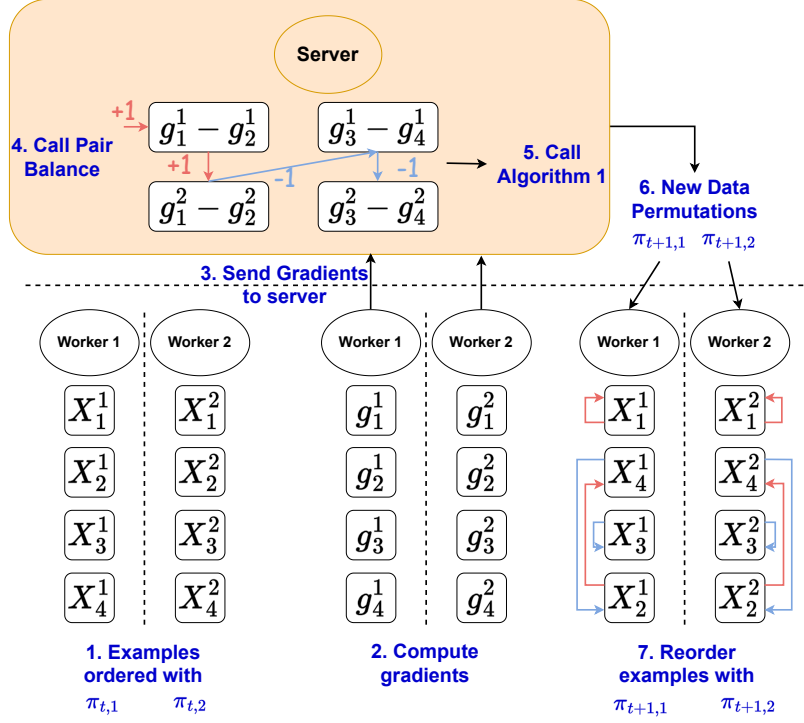 Server
+1
g_1^1 − g_2^1
g_3^1 − g_4^1
4. Call Pair
Balance
+1
-1
-1
5. Call
Algorithm 1
g_1^2 − g_2^2
g_3^2 − g_4^2
6. New Data
Permutations
π_{t+1,1} π_{t+1,2}
3. Send Gradients
to server
Worker 1 Worker 2
Worker 1 Worker 2
Worker 1 Worker 2
X_1^1 X_1^2
X_2^1 X_2^2
X_3^1 X_3^2
X_4^1 X_4^2
g_1^1 g_1^2
g_2^1 g_2^2
g_3^1 g_3^2
g_4^1 g_4^2
X_1^1 X_1^2
X_4^1 X_4^2
X_3^1 X_3^2
X_2^1 X_2^2
1. Examples
ordered with
π_{t,1} π_{t,2}
2. Compute
gradients
7. Reorder
examples with
π_{t+1,1} π_{t+1,2}